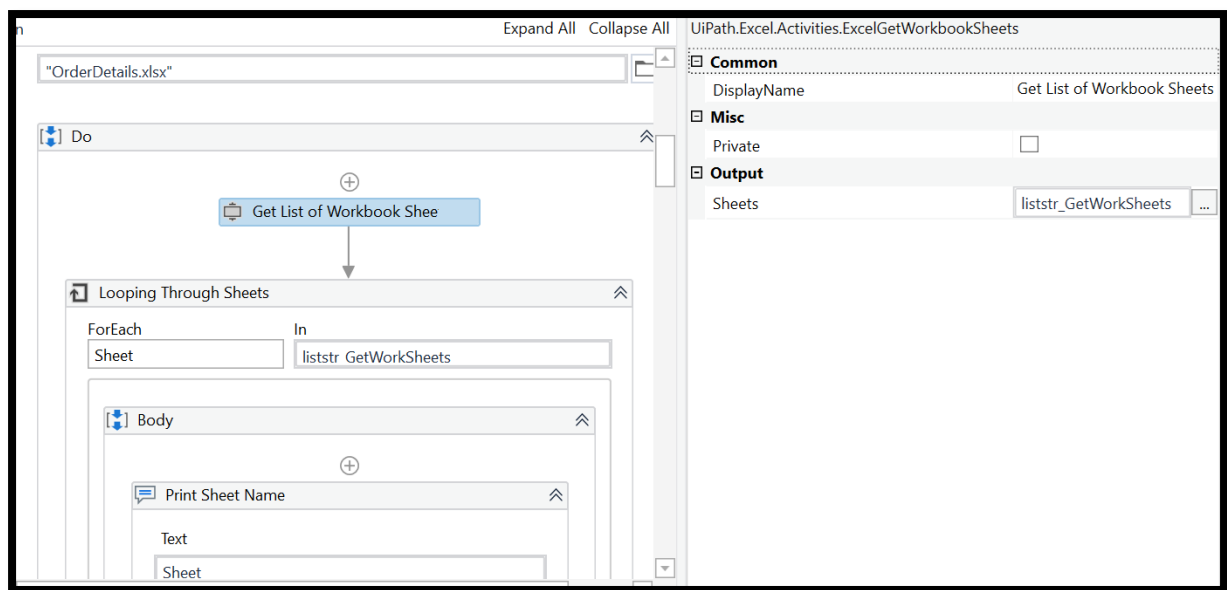 n
Expand All Collapse All
"OrderDetails.xlsx"
Do
Get List of Workbook Shee
Looping Through Sheets
ForEach In
Sheet liststr_GetWorkSheets
Body
Print Sheet Name
Text
Sheet
UiPath.Excel.Activities.ExcelGetWorkbookSheets
Common
DisplayName Get List of Workbook Sheets
Misc
Private
Output
Sheets liststr_GetWorkSheets ...